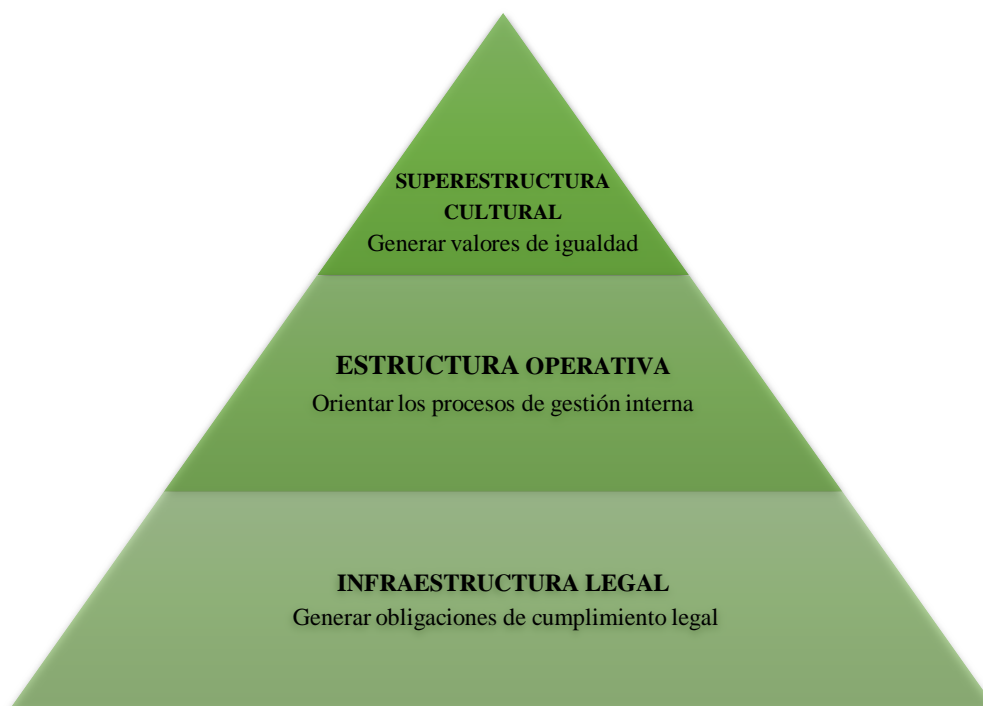 SUPERESTRUCTURA
CULTURAL
Generar valores de igualdad
ESTRUCTURA OPERATIVA
Orientar los procesos de gestión interna
INFRAESTRUCTURA LEGAL
Generar obligaciones de cumplimiento legal